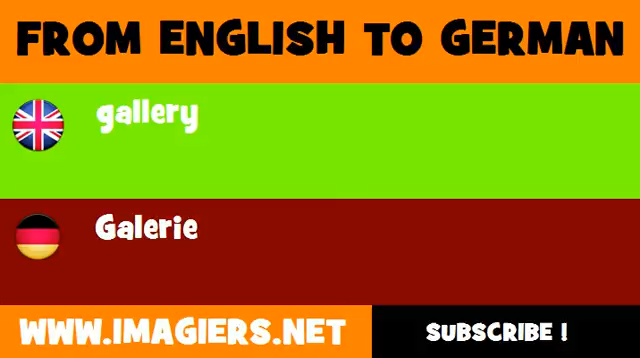 FROM ENGLISH TO GERMAN
gallery
Galerie
WWW.IMAGIERS.NET
SUBSCRIBE !